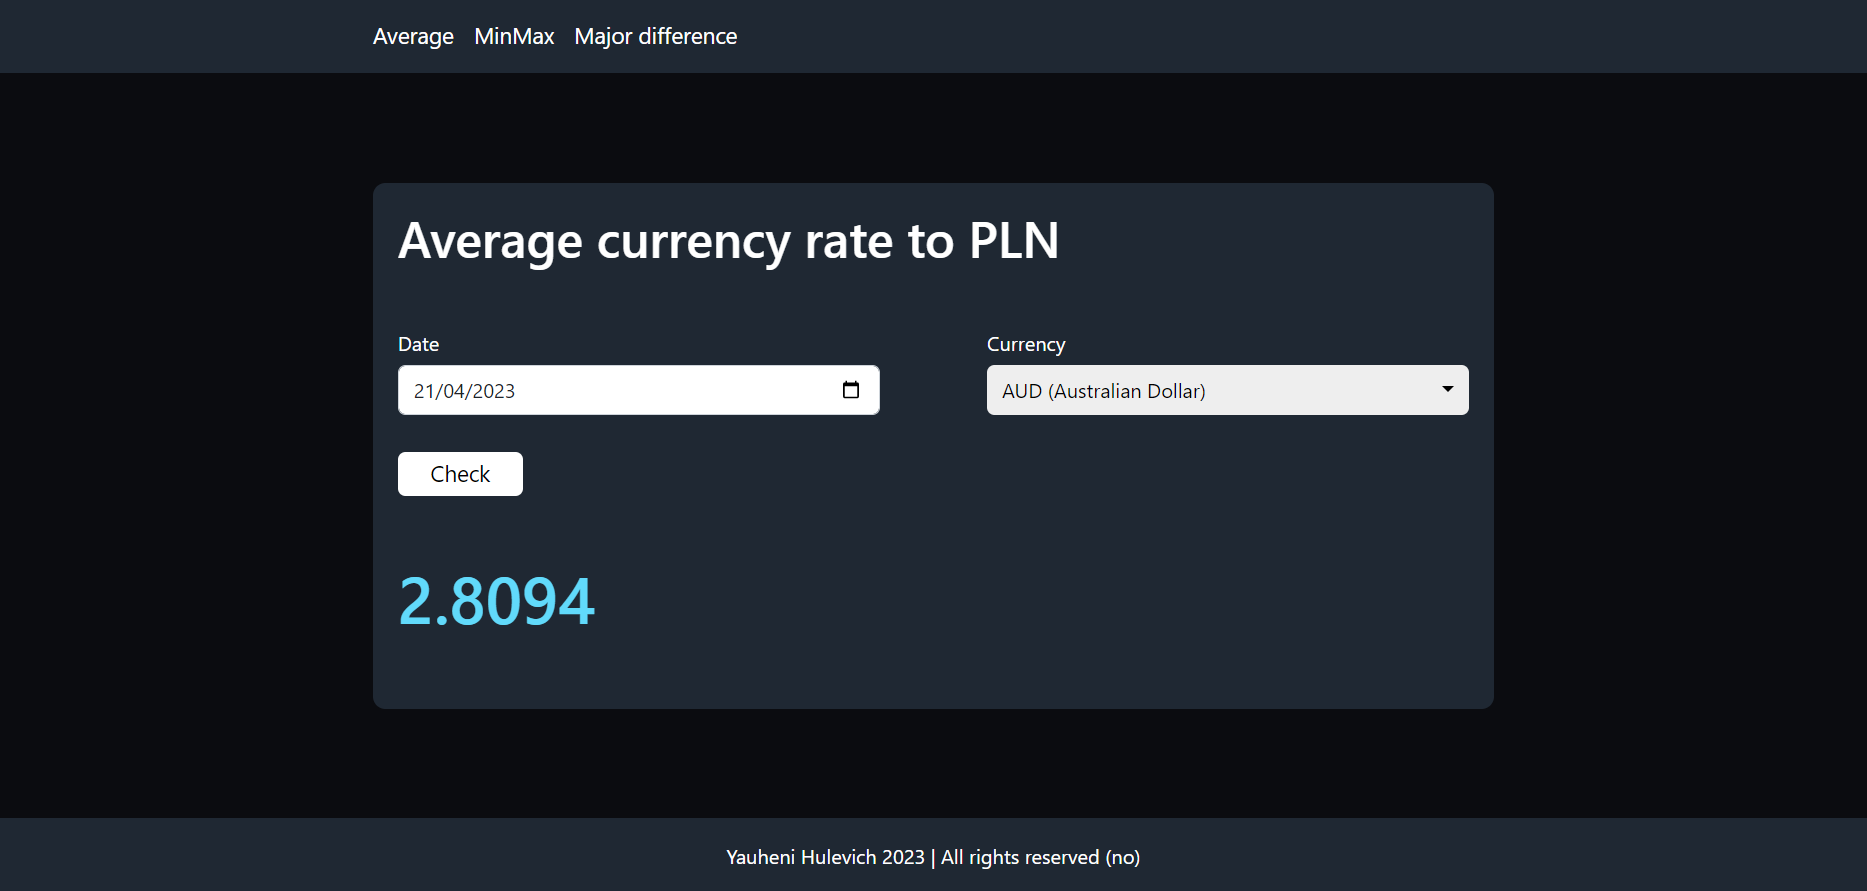 Average MinMax Major difference
Average currency rate to PLN
Date Currency
21/04/2023 AUD (Australian Dollar)
Check
2.8094
Yauheni Hulevich 2023 | All rights reserved (no)